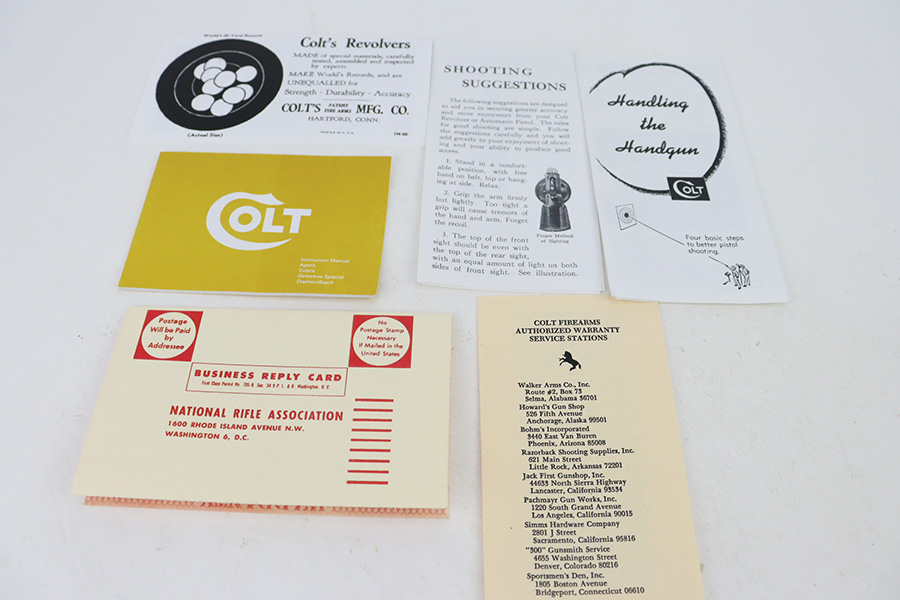 World's 50 Yard Record
(Actual Size)
Colt's Revolvers
MADE of special materials, carefully
tested, assembled and inspected
by experts
MAKE World's Records, and are
UNEQUALLED for
Strength · Durability · Accuracy
COLT'S PATENT FIRE ARMS MFG. CO.
HARTFORD, CONN.
SHOOTING
SUGGESTIONS
The following suggestions are designed
to aid you in securing greater accuracy
and more enjoyment from your Colt
Revolver or Automatic Pistol. The rules
for good shooting are simple. Follow
the suggestions carefully and you will
add greatly to your enjoyment of shoot-
ing and your ability to produce good
scores.
1. Stand in a comfort-
able position, with free
hand on belt, hip or hang-
ing at side. Relax.
2. Grip the arm firmly
but lightly. Too tight a
grip will cause tremors of
the hand and arm. Forget
the recoil.
3. The top of the front
sight should be even with
the top of the rear sight,
with an equal amount of light on both
sides of front sight. See illustration.
Proper Method
of Sighting
Handling
the
Handgun
COLT
Four basic steps
to better pistol
shooting.
COLT
Instruction Manual
Agent
Cobra
Detective Special
Diamondback
Postage
Will be Paid
by
Addressee
No
Postage Stamp
Necessary
If Mailed in the
United States
BUSINESS REPLY CARD
NATIONAL RIFLE ASSOCIATION
1600 RHODE ISLAND AVENUE N.W.
WASHINGTON 6, D.C.
COLT FIREARMS
AUTHORIZED WARRANTY
SERVICE STATIONS
Walker Arms Co., Inc.
Route #2, Box 73
Selma, Alabama 36701
Howard's Gun Shop
526 Fifth Avenue
Anchorage, Alaska 99501
Bohm's Incorporated
3440 East Van Buren
Phoenix, Arizona 85008
Razorback Shooting Supplies, Inc.
621 Main Street
Little Rock, Arkansas 72201
Jack First Gunshop, Inc.
44633 North Sierra Highway
Lancaster, California 93534
Pachmayr Gun Works, Inc.
1220 South Grand Avenue
Los Angeles, California 90015
Simms Hardware Company
2801 J Street
Sacramento, California 95816
"300" Gunsmith Service
4655 Washington Street
Denver, Colorado 80216
Sportsmen's Den, Inc.
1805 Boston Avenue
Bridgeport, Connecticut 06610